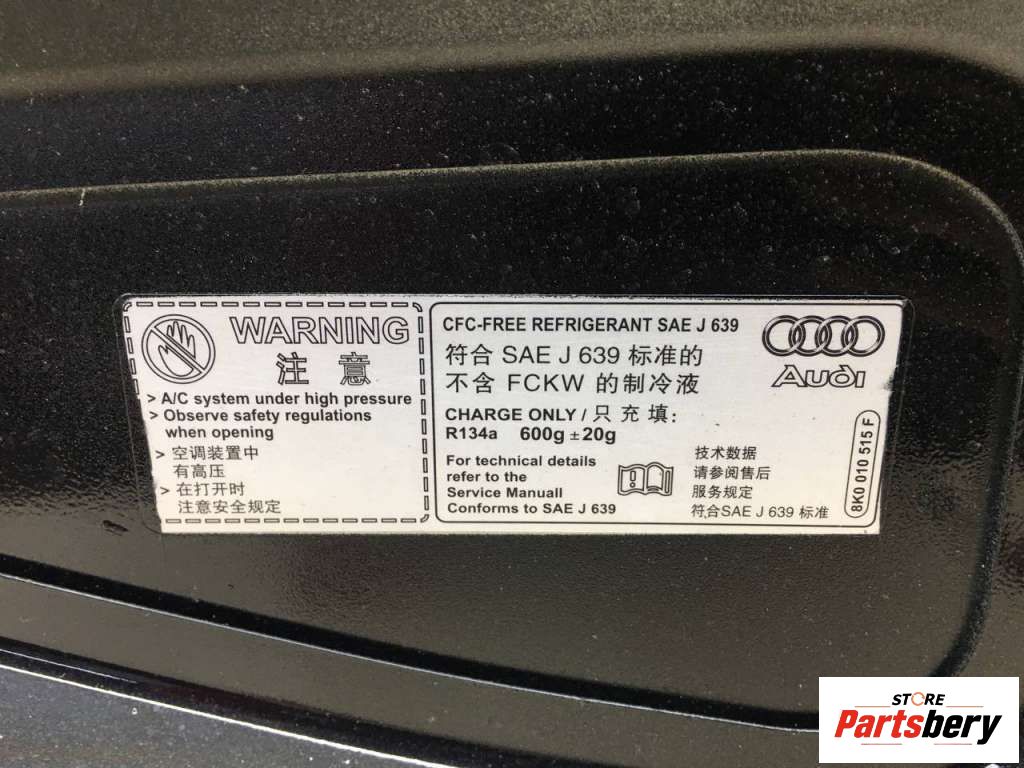 WARNING
注意
> A/C system under high pressure
> Observe safety regulations
when opening
> 空调装置中
有高压
> 在打开时
注意安全规定
CFC-FREE REFRIGERANT SAE J 639
符合 SAE J 639 标准的
不含 FCKW 的制冷液
CHARGE ONLY / 只 充 填：
R134a 600g ±20g
For technical details
refer to the
Service Manuall
Conforms to SAE J 639
技术数据
请参阅售后
服务规定
符合SAE J 639 标准
Audi
8K0 010 515 F
STORE
Partsbery